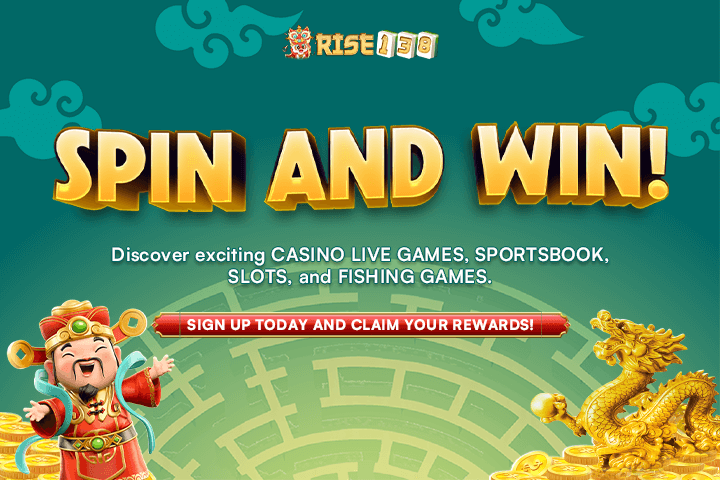 RISE138
SPIN AND WIN!
Discover exciting CASINO LIVE GAMES, SPORTSBOOK,
SLOTS, and FISHING GAMES.
SIGN UP TODAY AND CLAIM YOUR REWARDS!